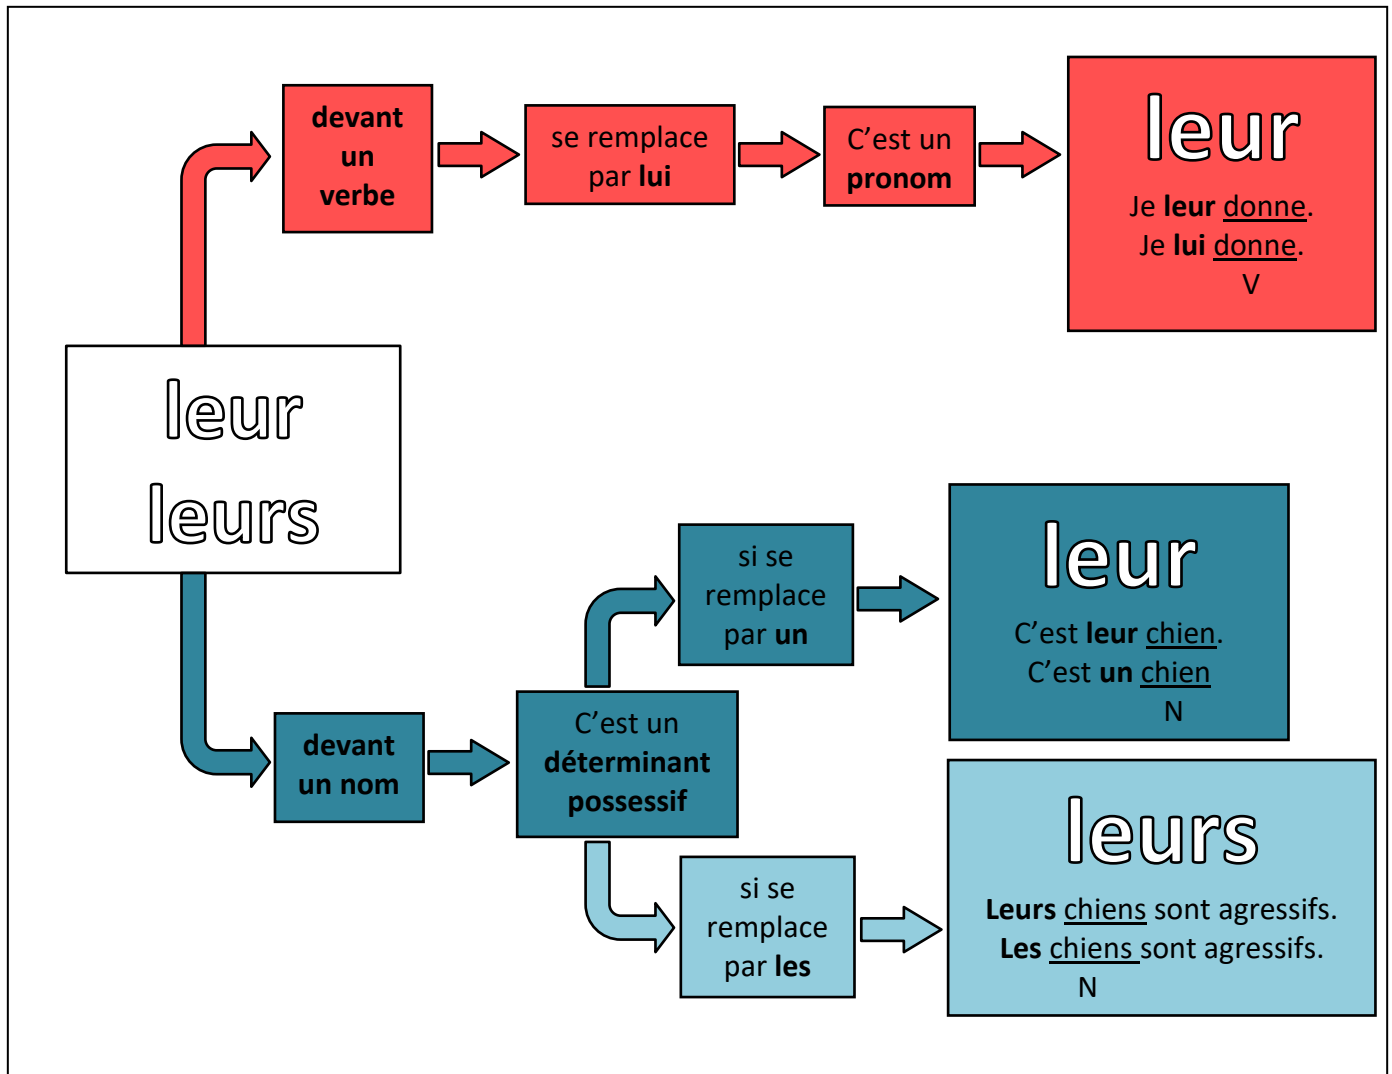 leur
leurs
devant
un
verbe
se remplace
par lui
C’est un
pronom
leur
Je leur donne.
Je lui donne.
V
devant
un nom
C’est un
déterminant
possessif
si se
remplace
par un
leur
C’est leur chien.
C’est un chien
N
si se
remplace
par les
leurs
Leurs chiens sont agressifs.
Les chiens sont agressifs.
N